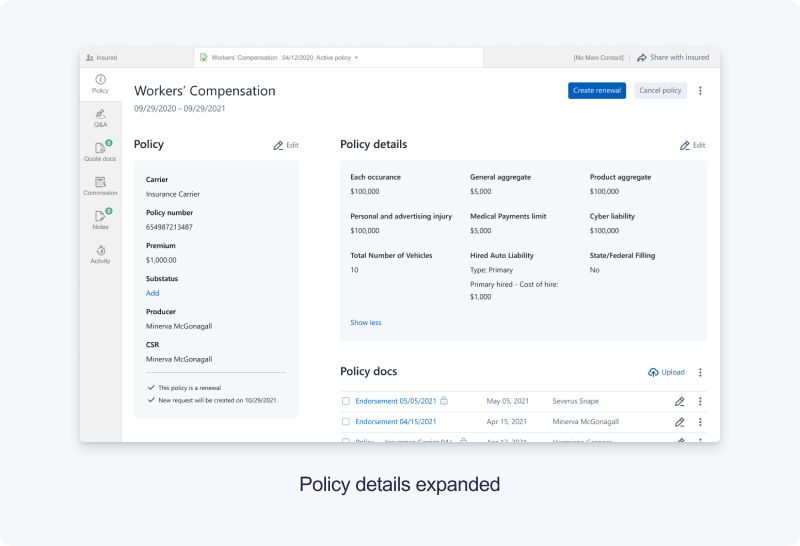 Insured
Workers' Compensation 04/12/2020 Active policy
[No Main Contact]
Share with insured
Policy
Q&A
0
Quote docs
Commission
0
Notes
Activity
Workers' Compensation
09/29/2020 – 09/29/2021
Create renewal
Cancel policy
Policy
Edit
Carrier
Insurance Carrier
Policy number
654987213487
Premium
$1,000.00
Substatus
Add
Producer
Minerva McGonagall
CSR
Minerva McGonagall
This policy is a renewal
New request will be created on 10/29/2021
Policy details
Edit
Each occurance
$100,000
General aggregate
$5,000
Product aggregate
$100,000
Personal and advertising injury
$100,000
Medical Payments limit
$5,000
Cyber liability
$100,000
Total Number of Vehicles
10
Hired Auto Liability
Type: Primary
Primary hired - Cost of hire:
$1,000
State/Federal Filling
No
Show less
Policy docs
Upload
Endorsement 05/05/2021 May 05, 2021 Severus Snape
Endorsement 04/15/2021 Apr 15, 2021 Minerva McGonagall
Policy Insurance Carrier
Policy details expanded